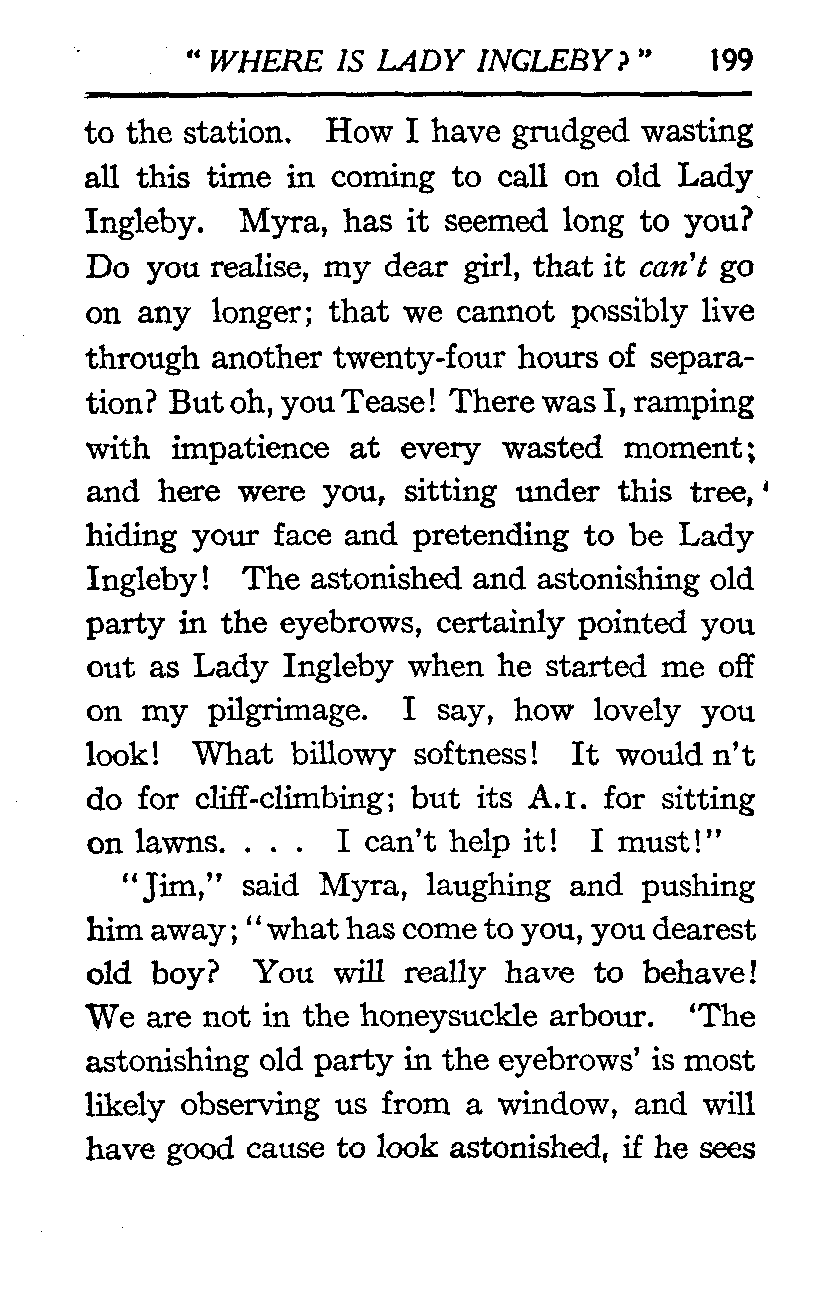 “ WHERE IS LADY INGLEBY? ” 199
to the station. How I have grudged wasting
all this time in coming to call on old Lady
Ingleby. Myra, has it seemed long to you?
Do you realise, my dear girl, that it can't go
on any longer; that we cannot possibly live
through another twenty-four hours of separa-
tion? But oh, you Tease! There was I, ramping
with impatience at every wasted moment;
and here were you, sitting under this tree,
hiding your face and pretending to be Lady
Ingleby! The astonished and astonishing old
party in the eyebrows, certainly pointed you
out as Lady Ingleby when he started me off
on my pilgrimage. I say, how lovely you
look! What billowy softness! It would n't
do for cliff-climbing; but its A.1. for sitting
on lawns. . . . I can't help it! I must!”
“Jim,” said Myra, laughing and pushing
him away; “what has come to you, you dearest
old boy? You will really have to behave!
We are not in the honeysuckle arbour. ‘The
astonishing old party in the eyebrows’ is most
likely observing us from a window, and will
have good cause to look astonished, if he sees